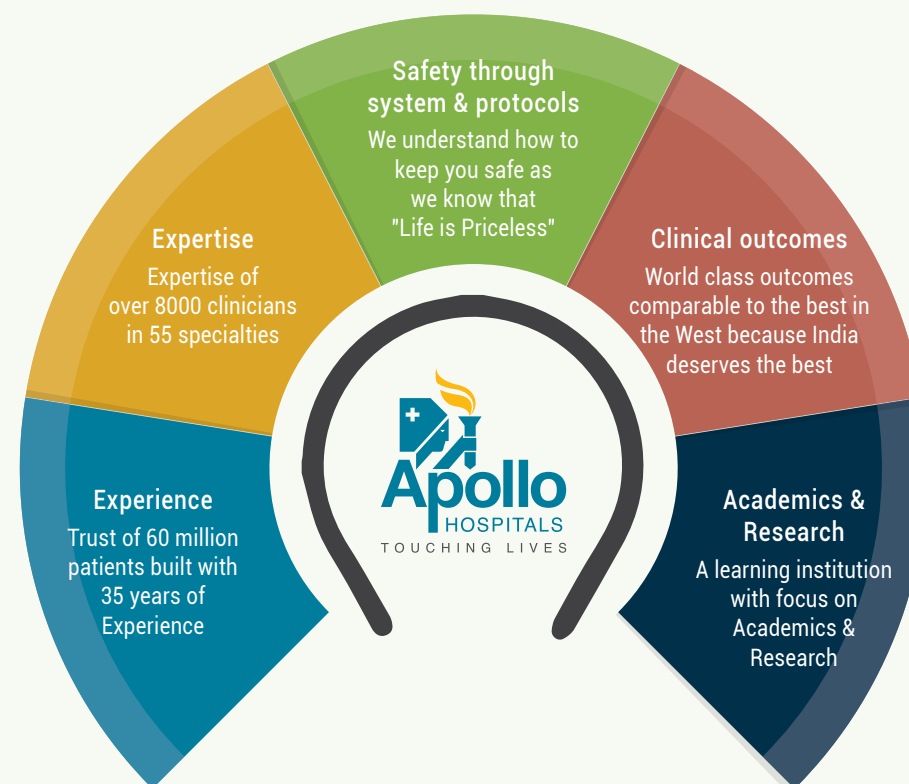 Safety through
system & protocols
We understand how to
keep you safe as
we know that
"Life is Priceless"
Expertise
Expertise of
over 8000 clinicians
in 55 specialties
Clinical outcomes
World class outcomes
comparable to the best in
the West because India
deserves the best
Experience
Trust of 60 million
patients built with
35 years of
Experience
Apollo
HOSPITALS
TOUCHING LIVES
Academics &
Research
A learning institution
with focus on
Academics &
Research